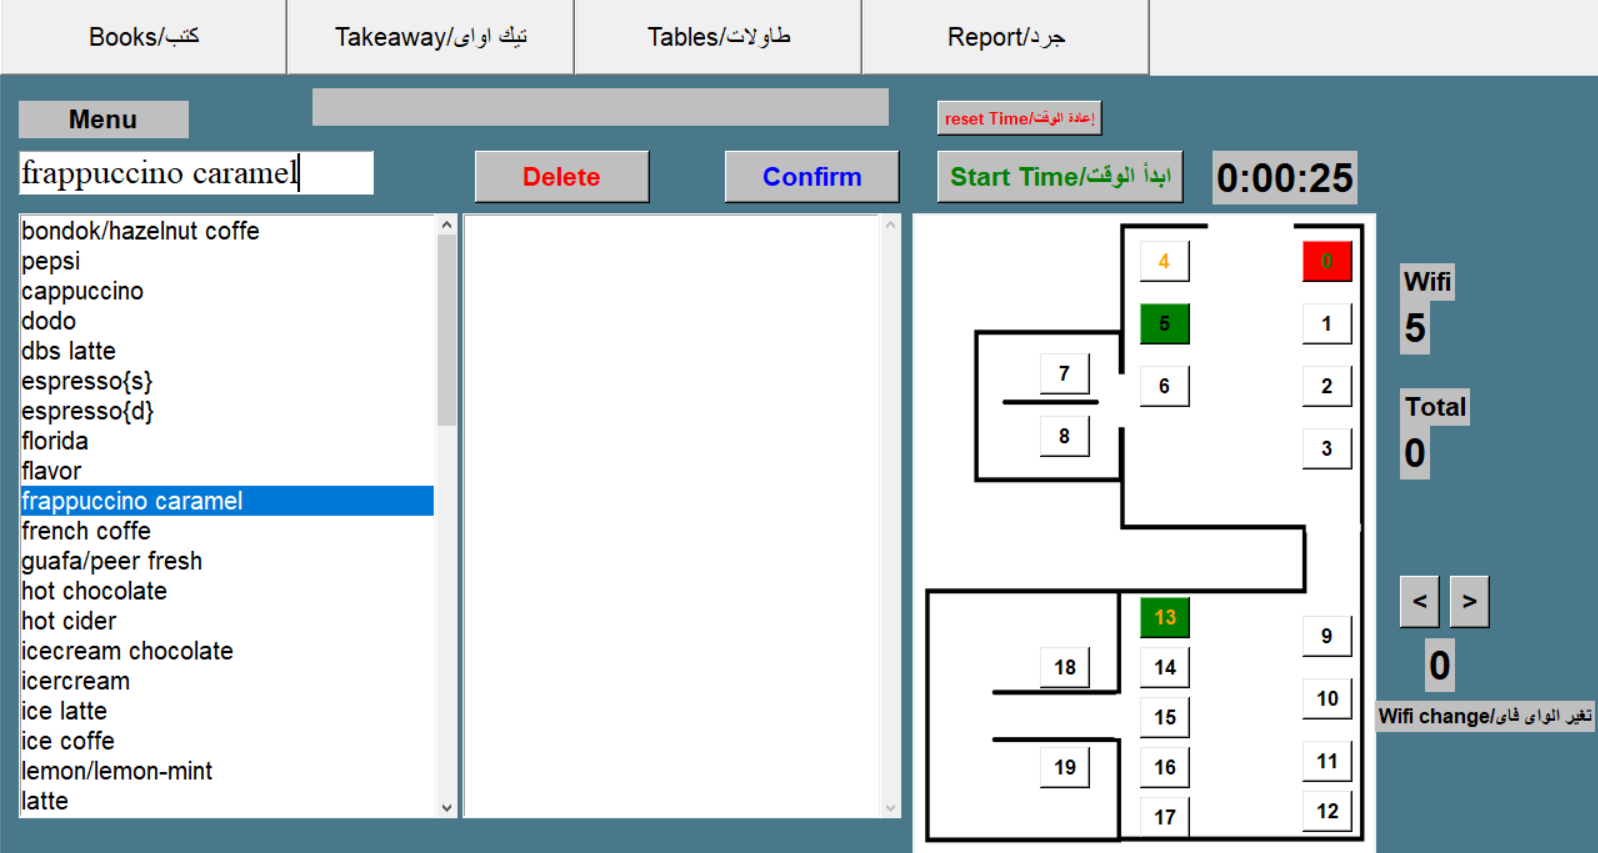 Books/كتب
Takeaway/تيك اواى
Tables/طاولات
Report/جرد
Menu
reset Time/إعادة الوقت
frappuccino caramel
Delete
Confirm
Start Time/ابدأ الوقت
0:00:25
bondok/hazelnut coffe
pepsi
cappuccino
dodo
dbs latte
espresso{s}
espresso{d}
florida
flavor
frappuccino caramel
french coffe
guafa/peer fresh
hot chocolate
hot cider
icecream chocolate
icercream
ice latte
ice coffe
lemon/lemon-mint
latte
4
0
5
1
7
6
2
8
3
13
9
18
14
10
15
19
16
11
17
12
Wifi
5
Total
0
< >
0
Wifi change/تغير الواى فاى